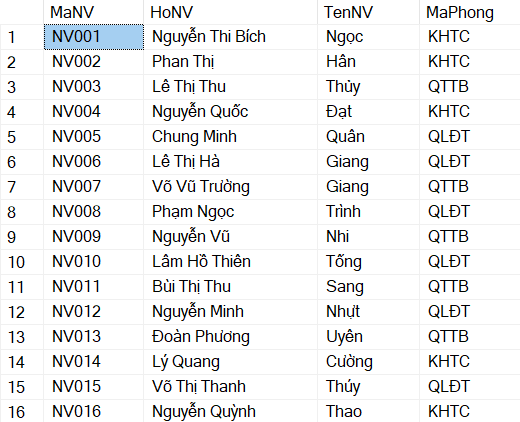 MaNV HoNV TenNV MaPhong
1 NV001 Nguyễn Thi Bích Ngọc KHTC
2 NV002 Phan Thị Hân KHTC
3 NV003 Lê Thị Thu Thủy QTTB
4 NV004 Nguyễn Quốc Đạt KHTC
5 NV005 Chung Minh Quân QLĐT
6 NV006 Lê Thị Hà Giang QLĐT
7 NV007 Võ Vũ Trường Giang QTTB
8 NV008 Phạm Ngọc Trình QLĐT
9 NV009 Nguyễn Vũ Nhi QTTB
10 NV010 Lâm Hồ Thiên Tống QLĐT
11 NV011 Bùi Thị Thu Sang QTTB
12 NV012 Nguyễn Minh Nhựt QLĐT
13 NV013 Đoàn Phương Uyên QTTB
14 NV014 Lý Quang Cường KHTC
15 NV015 Võ Thị Thanh Thúy QLĐT
16 NV016 Nguyễn Quỳnh Thao KHTC